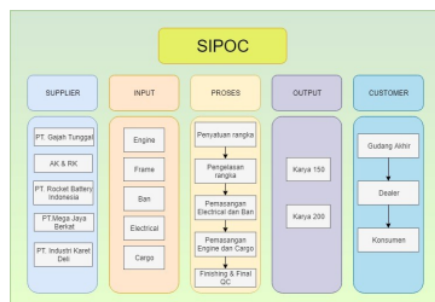 SIPOC
SUPPLIER
INPUT
PROSES
OUTPUT
CUSTOMER
PT. Gajah Tunggal
AK & RK
PT. Rocket Battery
Indonesia
PT.Mega Jaya
Berkat
PT. Industri Karet
Deli
Engine
Frame
Ban
Electrical
Cargo
Penyatuan rangka
Pengelasan
rangka
Pemasangan
Electrical dan Ban
Pemasangan
Engine dan Cargo
Finishing & Final
QC
Karya 150
Karya 200
Gudang Akhir
Dealer
Konsumen